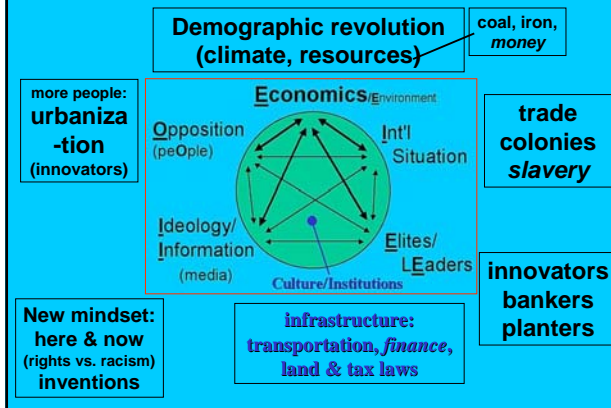 Demographic revolution
(climate, resources)
coal, iron,
money
more people:
urbaniza
-tion
(innovators)
Economics/Environment
Opposition
(peOple)
Int'l
Situation
trade
colonies
slavery
Ideology/
Information
(media)
Elites/
LEaders
Culture/Institutions
innovators
bankers
planters
New mindset:
here & now
(rights vs. racism)
inventions
infrastructure:
transportation, finance,
land & tax laws